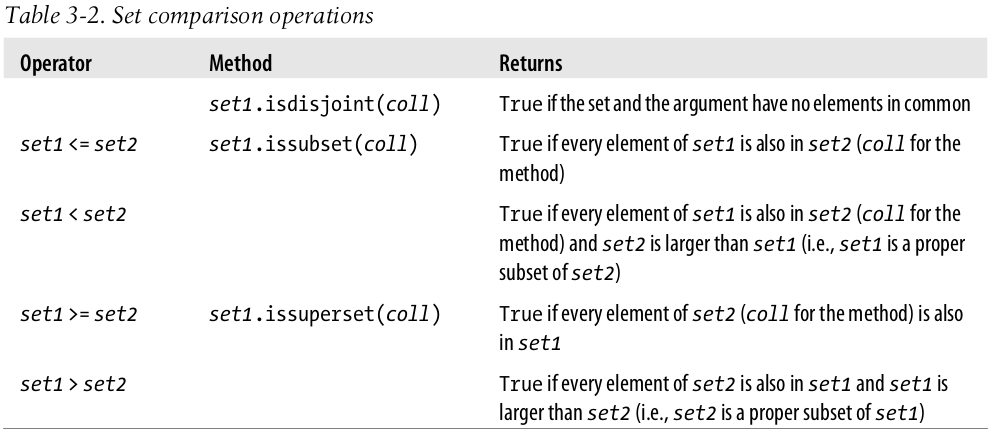 Table 3-2. Set comparison operations
Operator Method Returns
set1.isdisjoint(coll) True if the set and the argument have no elements in common
set1 <= set2 set1.issubset(coll) True if every element of set1 is also in set2 (coll for the
method)
set1 < set2 True if every element of set1 is also in set2 (coll for the
method) and set2 is larger than set1 (i.e., set1 is a proper
subset of set2)
set1 >= set2 set1.issuperset(coll) True if every element of set2 (coll for the method) is also
in set1
set1 > set2 True if every element of set2 is also in set1 and set1 is
larger than set2 (i.e., set2 is a proper subset of set1)